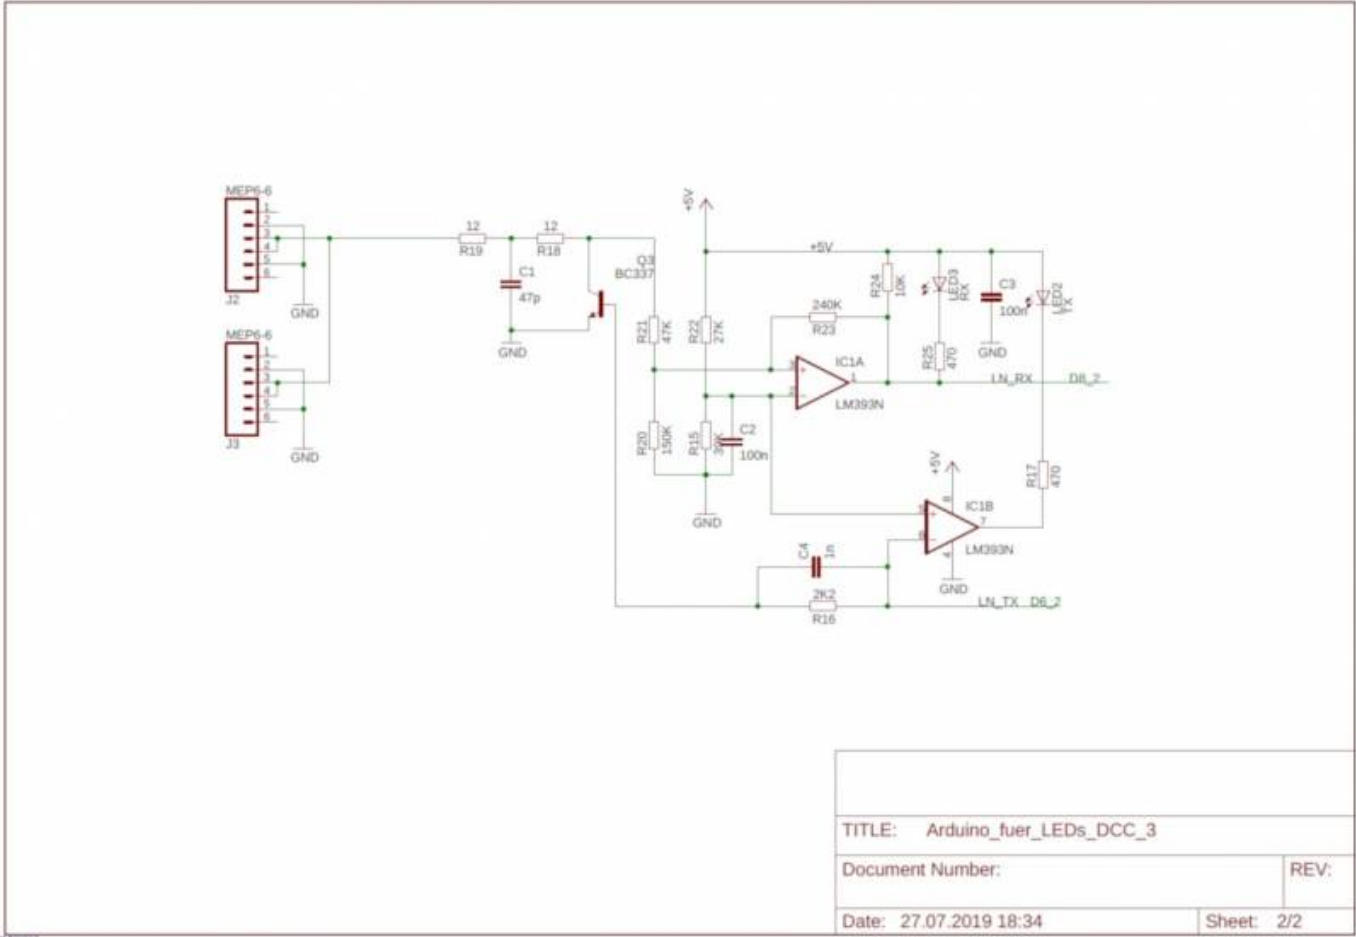 MEP6-6
1
2
3
4
5
6
J2
GND
MEP6-6
1
2
3
4
5
6
J3
GND
12
R19
12
R18
C1
47p
GND
Q3
BC337
+5V
+5V
R21
47K
R22
27K
R20
150K
R15
C2
100n
GND
240K
R23
R24
10K
LED3
RX
C3
100n
GND
LED2
TX
R25
470
+
-
1
IC1A
LM393N
LN_RX
D8_2
R17
470
+5V
8
+
-
7
4
IC1B
LM393N
GND
C4
1n
2K2
R16
LN_TX
D6_2
TITLE: Arduino_fuer_LEDs_DCC_3
Document Number:
REV:
Date: 27.07.2019 18:34
Sheet: 2/2